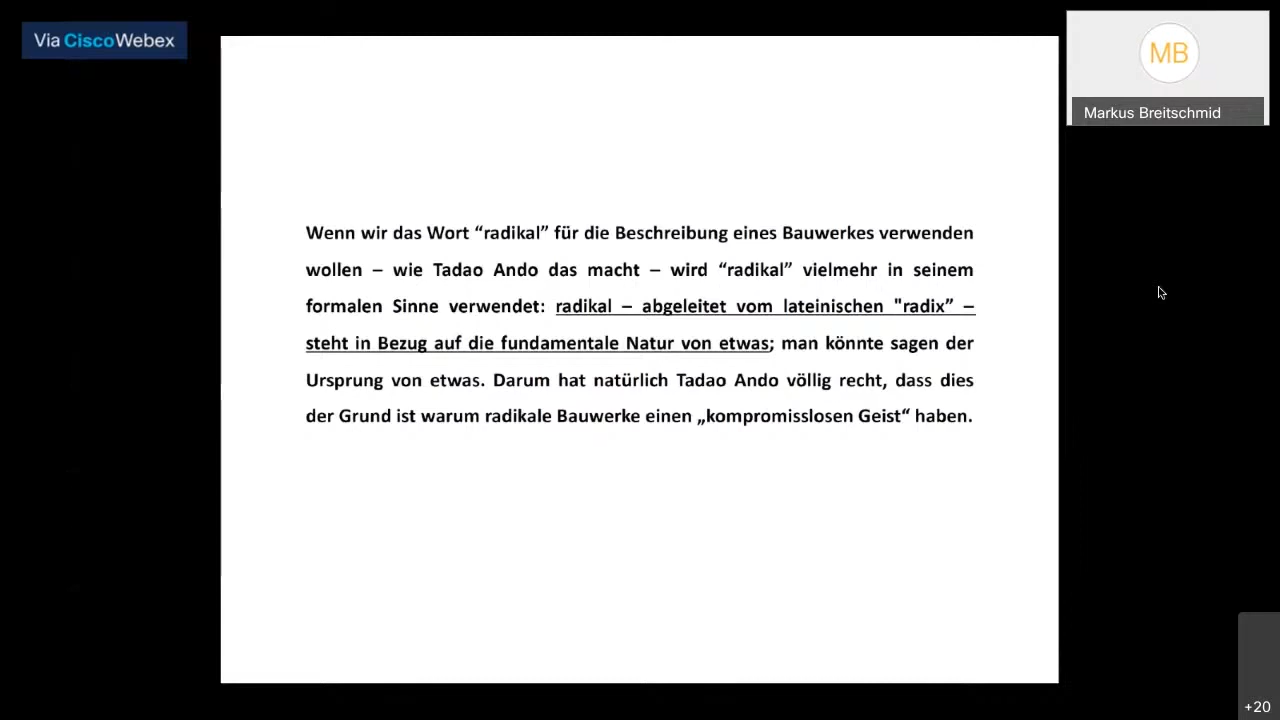 Via CiscoWebex
MB
Markus Breitschmid
Wenn wir das Wort “radikal” für die Beschreibung eines Bauwerkes verwenden
wollen – wie Tadao Ando das macht – wird “radikal” vielmehr in seinem
formalen Sinne verwendet: radikal – abgeleitet vom lateinischen "radix” –
steht in Bezug auf die fundamentale Natur von etwas; man könnte sagen der
Ursprung von etwas. Darum hat natürlich Tadao Ando völlig recht, dass dies
der Grund ist warum radikale Bauwerke einen „kompromisslosen Geist“ haben.
+20